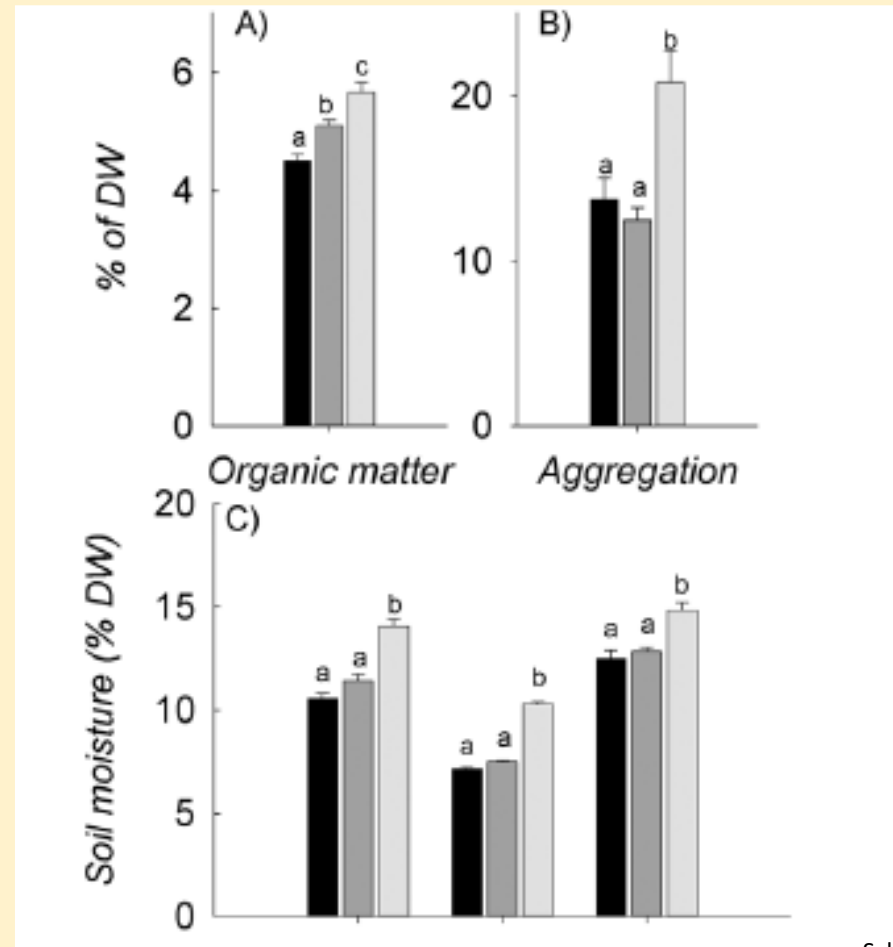 A)
B)
% of DW
6
4
2
0
a
b
c
20
10
0
a
a
b
Organic matter
Aggregation
C)
Soil moisture (% DW)
20
15
10
5
0
a
a
b
a
a
b
a
a
b